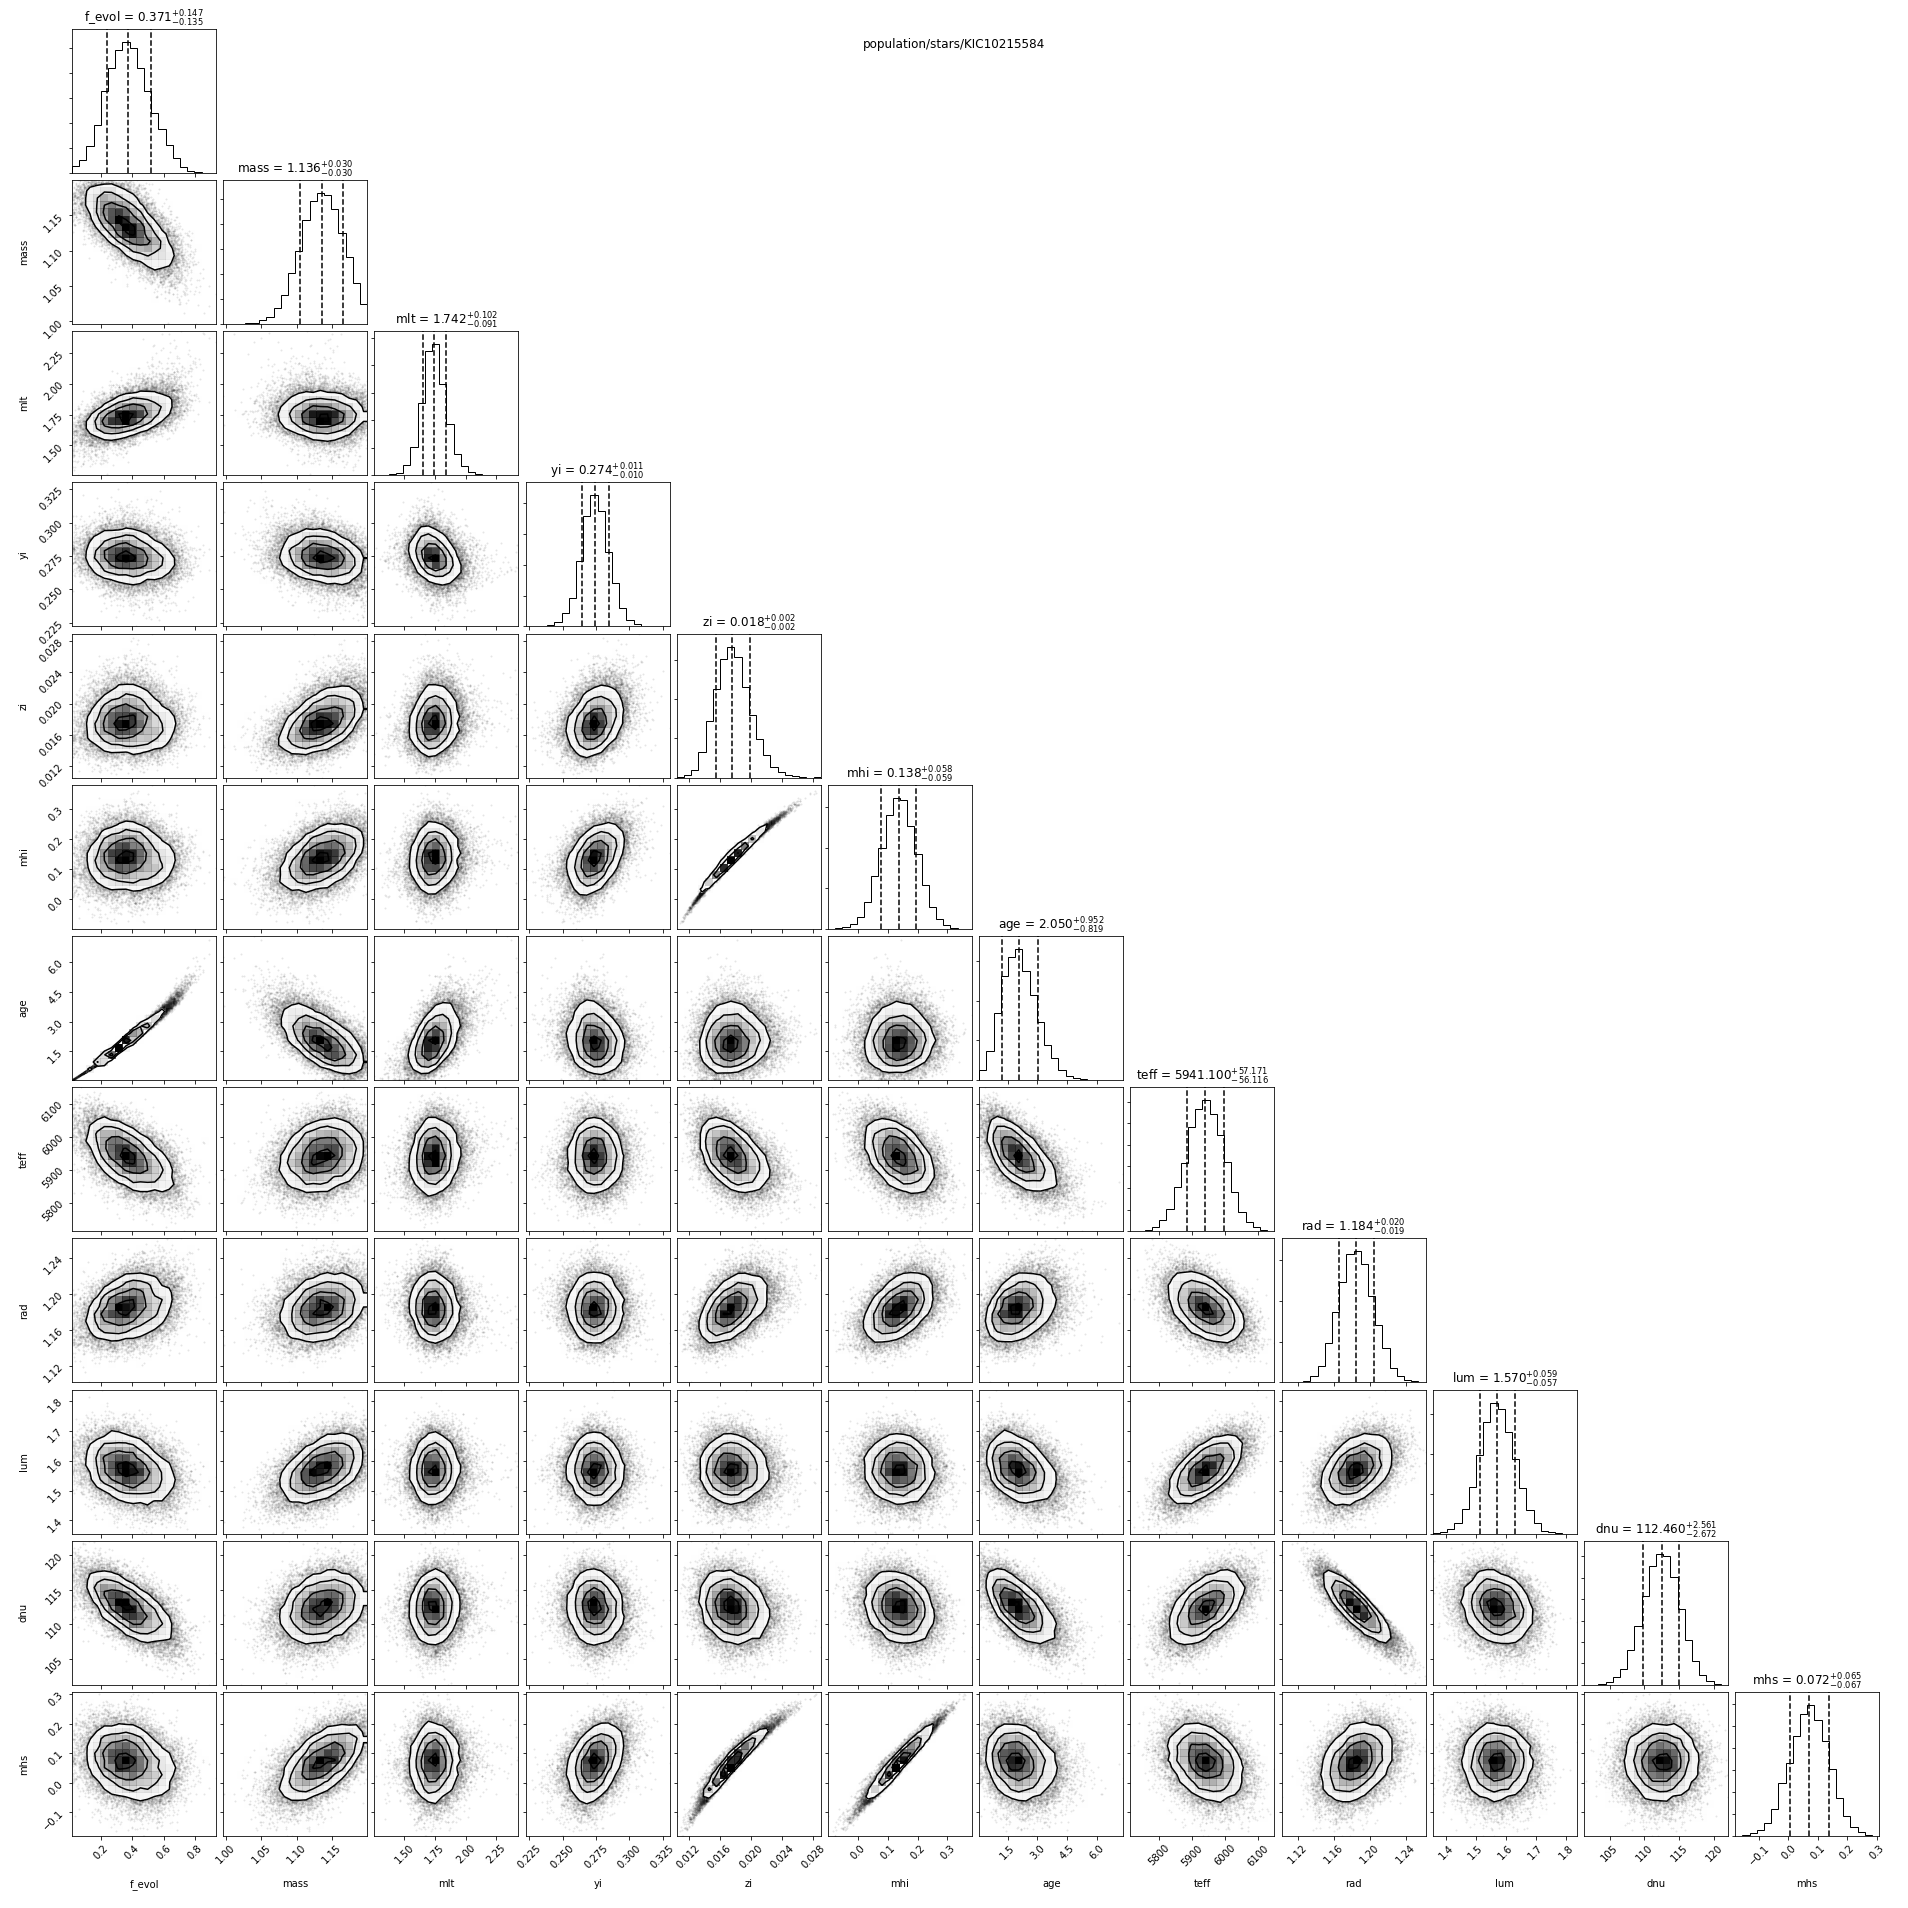 f_evol = 0.371+0.147−0.135
population/stars/KIC10215584
mass = 1.136+0.030−0.030
mass
1.15
1.10
1.05
1.00
mlt = 1.742+0.102−0.091
mlt
2.25
2.00
1.75
1.50
yi = 0.274+0.011−0.010
yi
0.325
0.300
0.275
0.250
0.225
zi = 0.018+0.002−0.002
zi
0.028
0.024
0.020
0.016
0.012
mhi = 0.138+0.058−0.059
mhi
0.3
0.2
0.1
0.0
age = 2.050+0.952−0.819
age
6.0
4.5
3.0
1.5
teff = 5941.100+57.171−56.116
teff
6100
6000
5900
5800
rad = 1.184+0.020−0.019
rad
1.24
1.20
1.16
1.12
lum = 1.570+0.059−0.057
lum
1.8
1.7
1.6
1.5
1.4
dnu = 112.460+2.561−2.672
dnu
120
115
110
105
mhs = 0.072+0.065−0.067
mhs
0.3
0.2
0.1
0.0
−0.1
0.2 0.4 0.6 0.8 1.00 1.05 1.10 1.15 1.50 1.75 2.00 2.25 0.225 0.250 0.275 0.300 0.325 0.012 0.016 0.020 0.024 0.028 0.0 0.1 0.2 0.3 1.5 3.0 4.5 6.0 5800 5900 6000 6100 1.12 1.16 1.20 1.24 1.4 1.5 1.6 1.7 1.8 105 110 115 120 −0.1 0.0 0.1 0.2 0.3
f_evol mass mlt yi zi mhi age teff rad lum dnu mhs